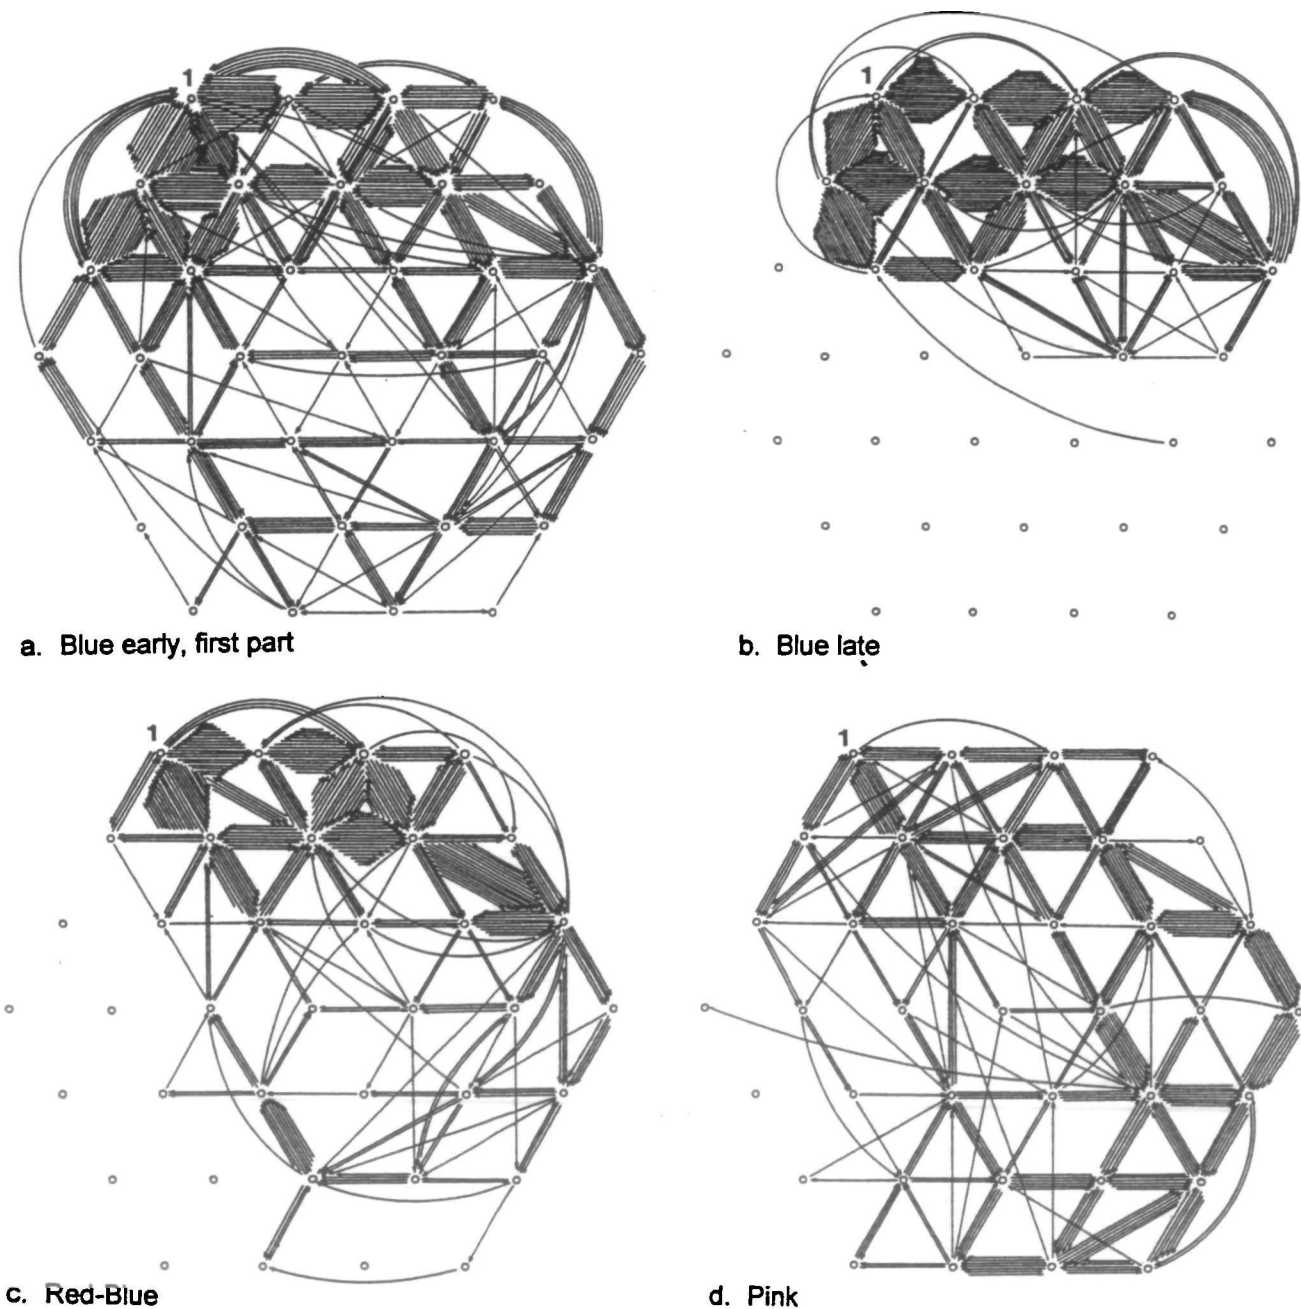 1
1
a. Blue early, first part
b. Blue late
1
1
c. Red-Blue
d. Pink